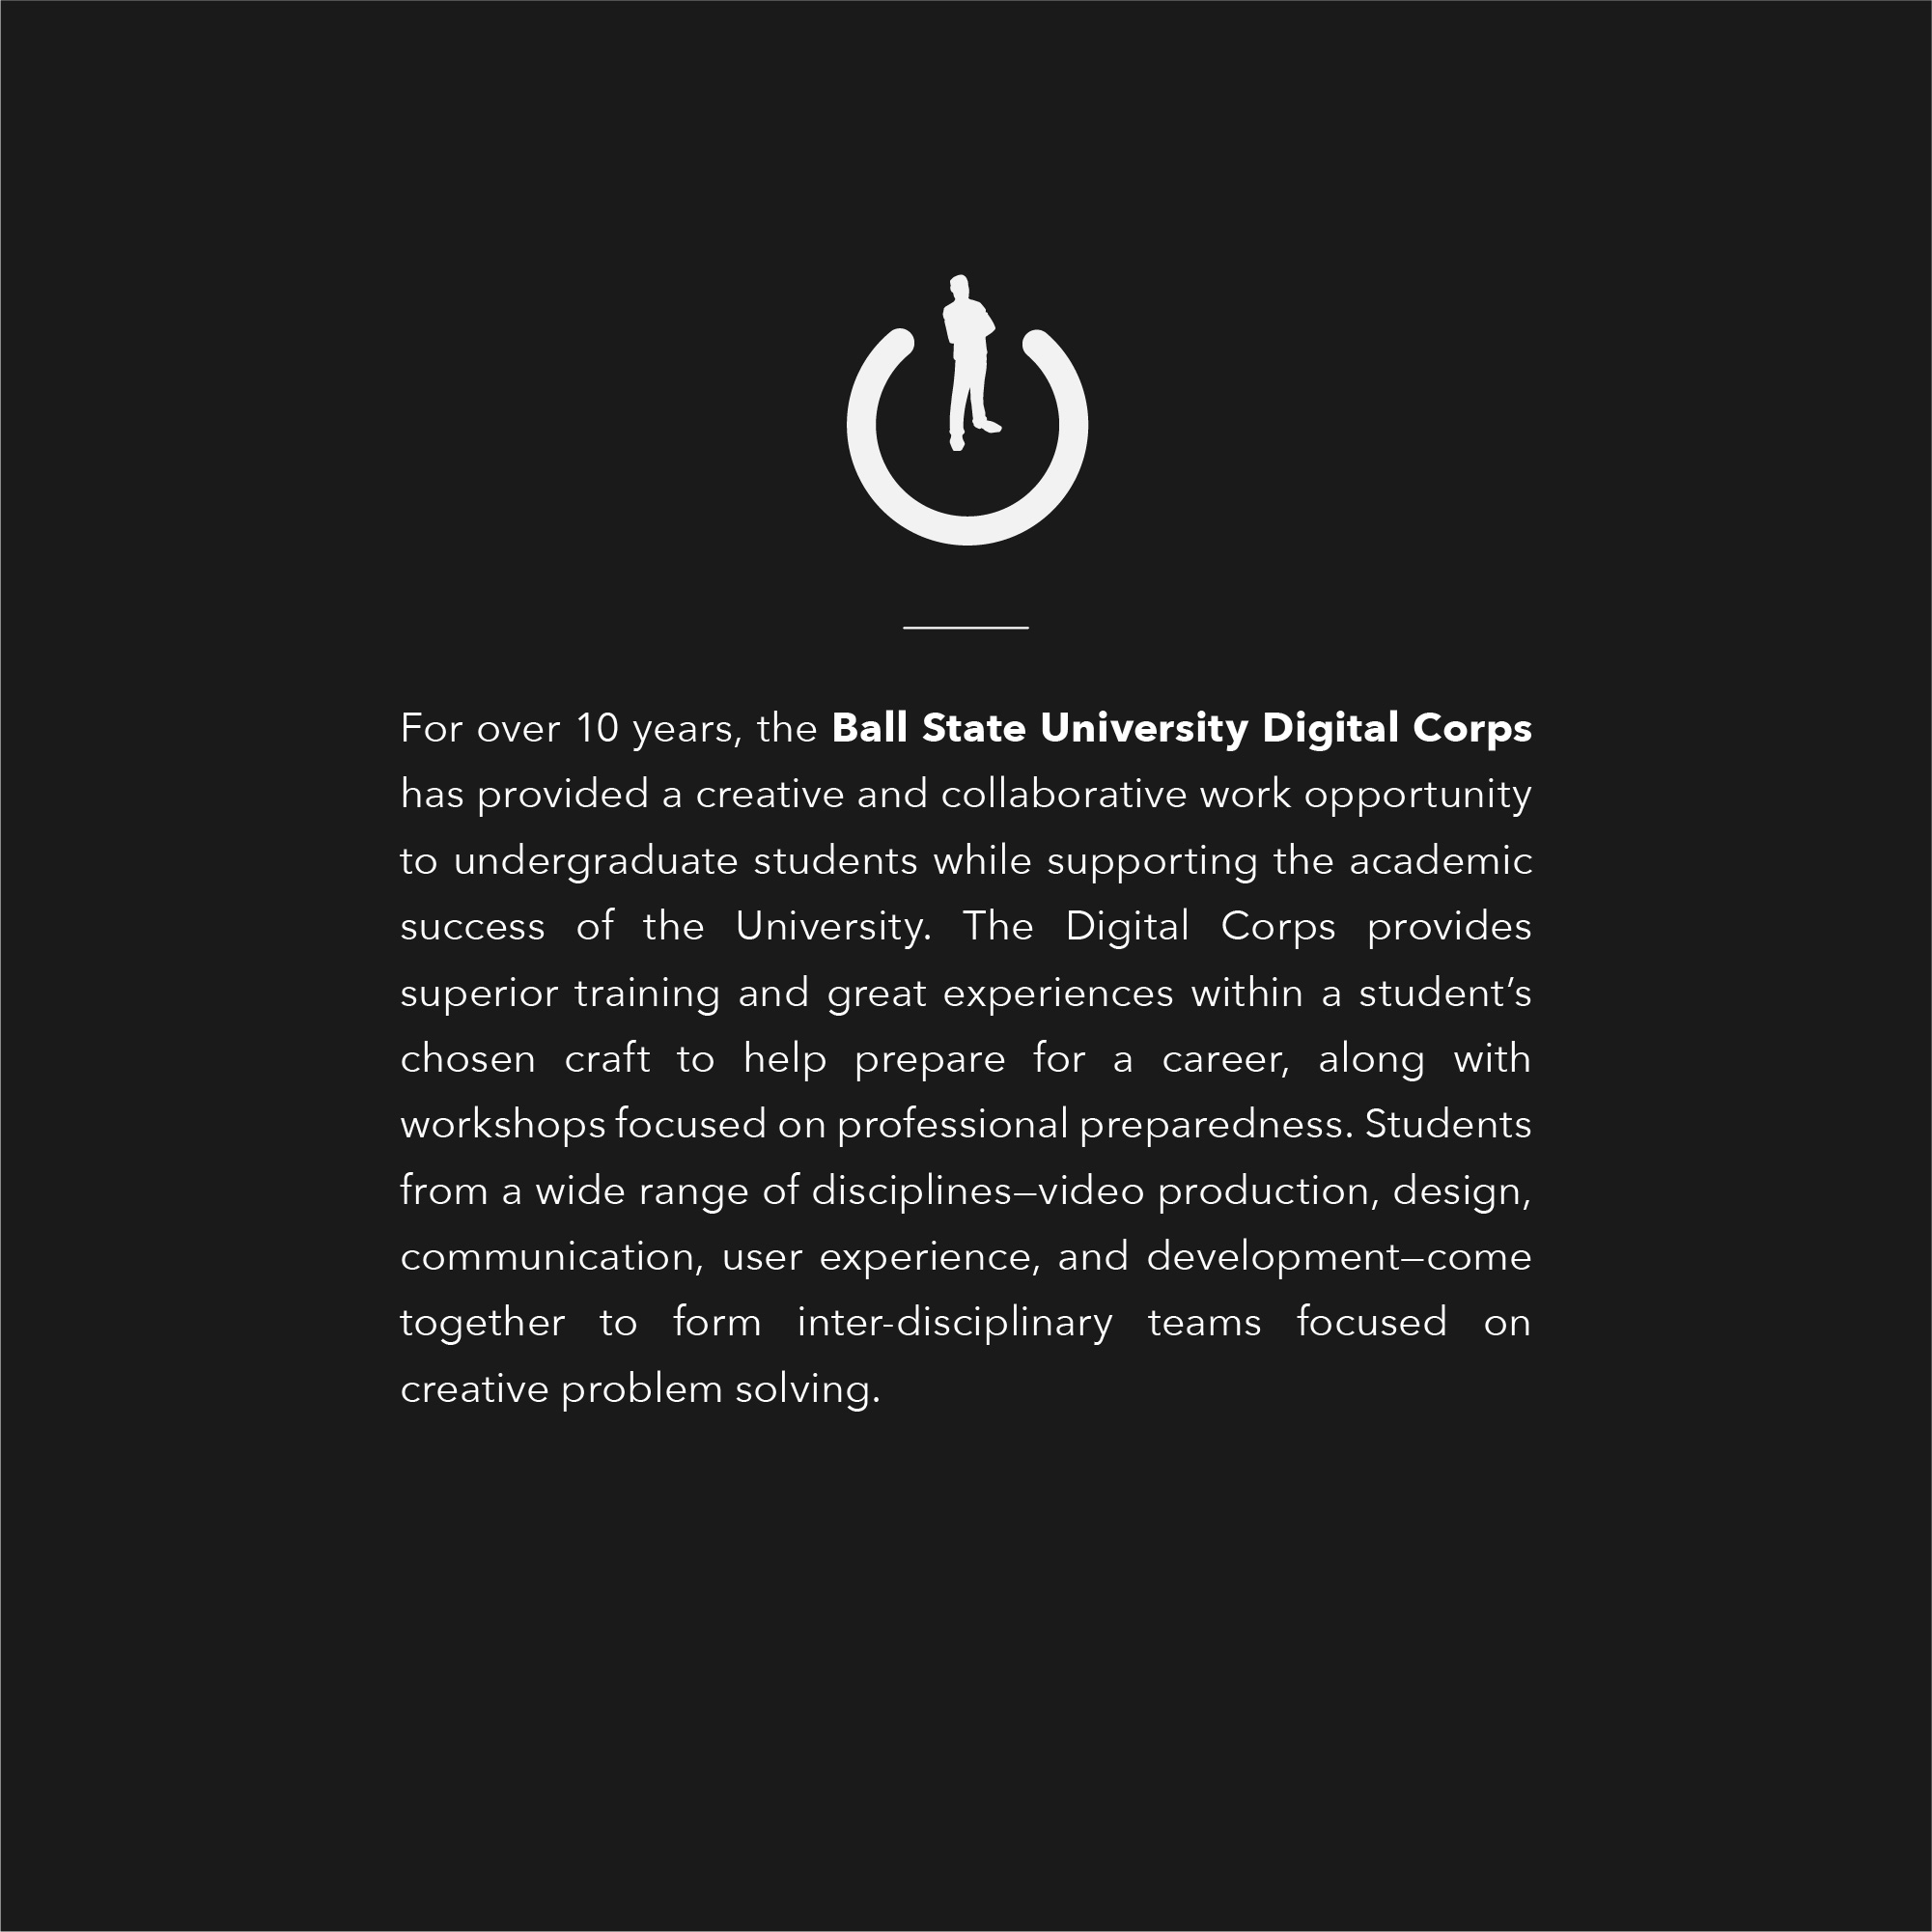 For over 10 years, the Ball State University Digital Corps
has provided a creative and collaborative work opportunity
to undergraduate students while supporting the academic
success of the University. The Digital Corps provides
superior training and great experiences within a student’s
chosen craft to help prepare for a career, along with
workshops focused on professional preparedness. Students
from a wide range of disciplines—video production, design,
communication, user experience, and development—come
together to form inter-disciplinary teams focused on
creative problem solving.